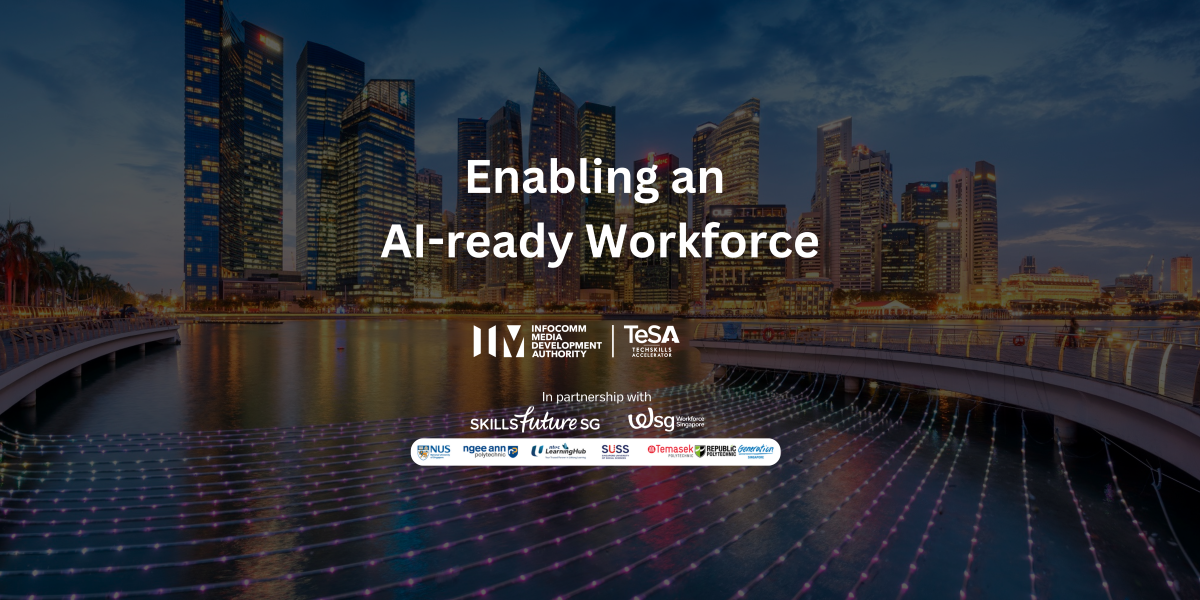 Enabling an
AI-ready Workforce
INFOCOMM
MEDIA
DEVELOPMENT
AUTHORITY
TeSA
TECHSKILLS
ACCELERATOR
In partnership with
SKILLSfuture SG
Wsg Workforce
Singapore
NUS
ngee ann
polytechnic
LearningHub
SUSS
Temasek
POLYTECHNIC
REPUBLIC
POLYTECHNIC
Generation